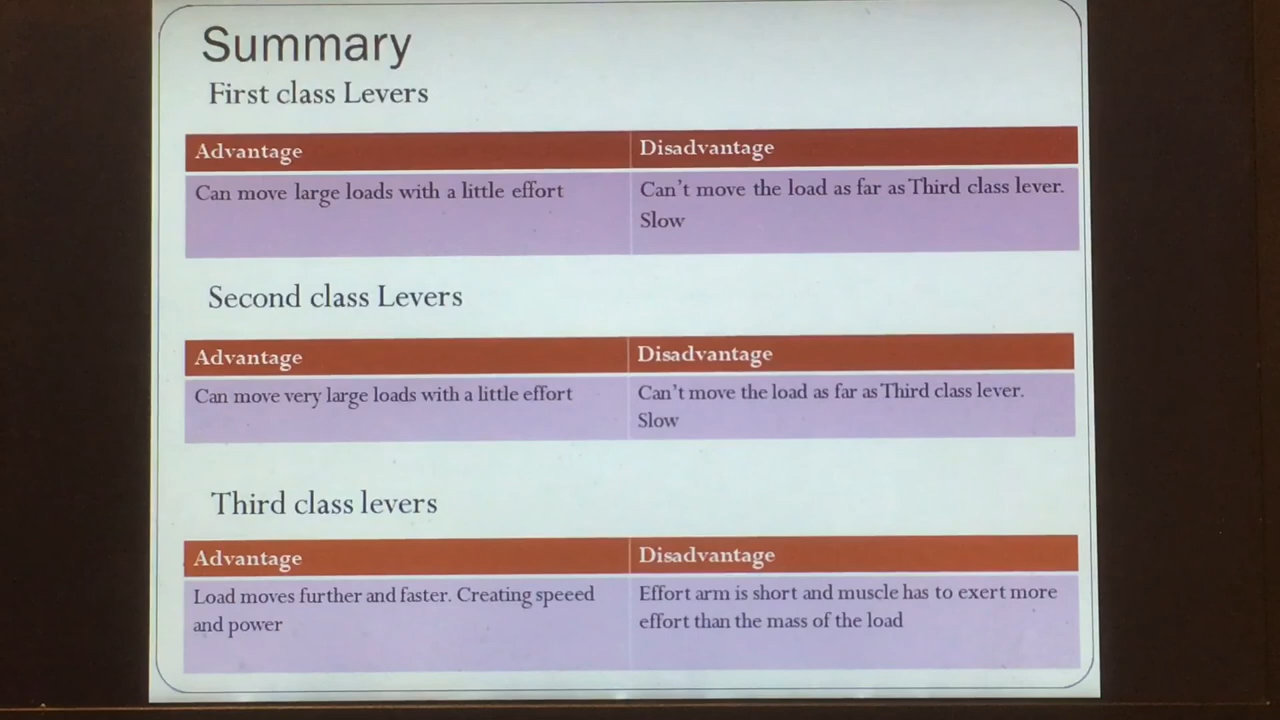 Summary
First class Levers
Advantage
Disadvantage
Can move large loads with a little effort
Can't move the load as far as Third class lever.
Slow
Second class Levers
Advantage
Disadvantage
Can move very large loads with a little effort
Can't move the load as far as Third class lever.
Slow
Third class levers
Advantage
Disadvantage
Load moves further and faster. Creating speeed
and power
Effort arm is short and muscle has to exert more
effort than the mass of the load